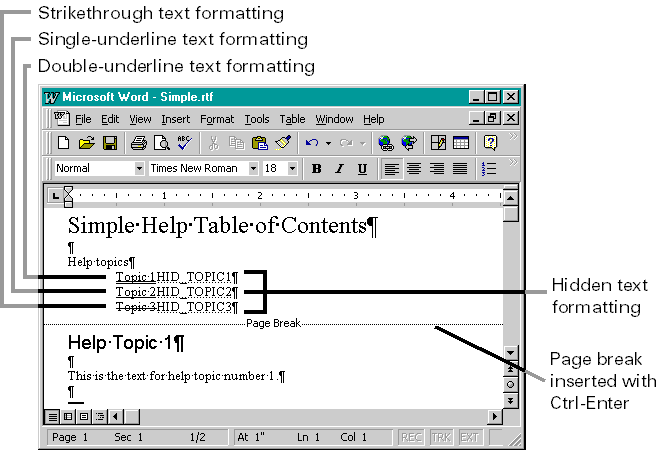 Strikethrough text formatting
Single-underline text formatting
Double-underline text formatting
Microsoft Word - Simple.rtf
File Edit View Insert Format Tools Table Window Help
Normal Times New Roman 18 B I U
1 2 3 4
Simple·Help·Table·of·Contents¶
¶
Help·topics¶
Topic·1HID_TOPIC1¶
Topic·2HID_TOPIC2¶
Topic·3HID_TOPIC3¶
Page Break
Help·Topic·1¶
¶
This·is·the·text·for·help·topic·number·1.¶
¶
Page 1 Sec 1 1/2 At 1" Ln 1 Col 1 REC TRK EXT
Hidden text
formatting
Page break
inserted with
Ctrl-Enter